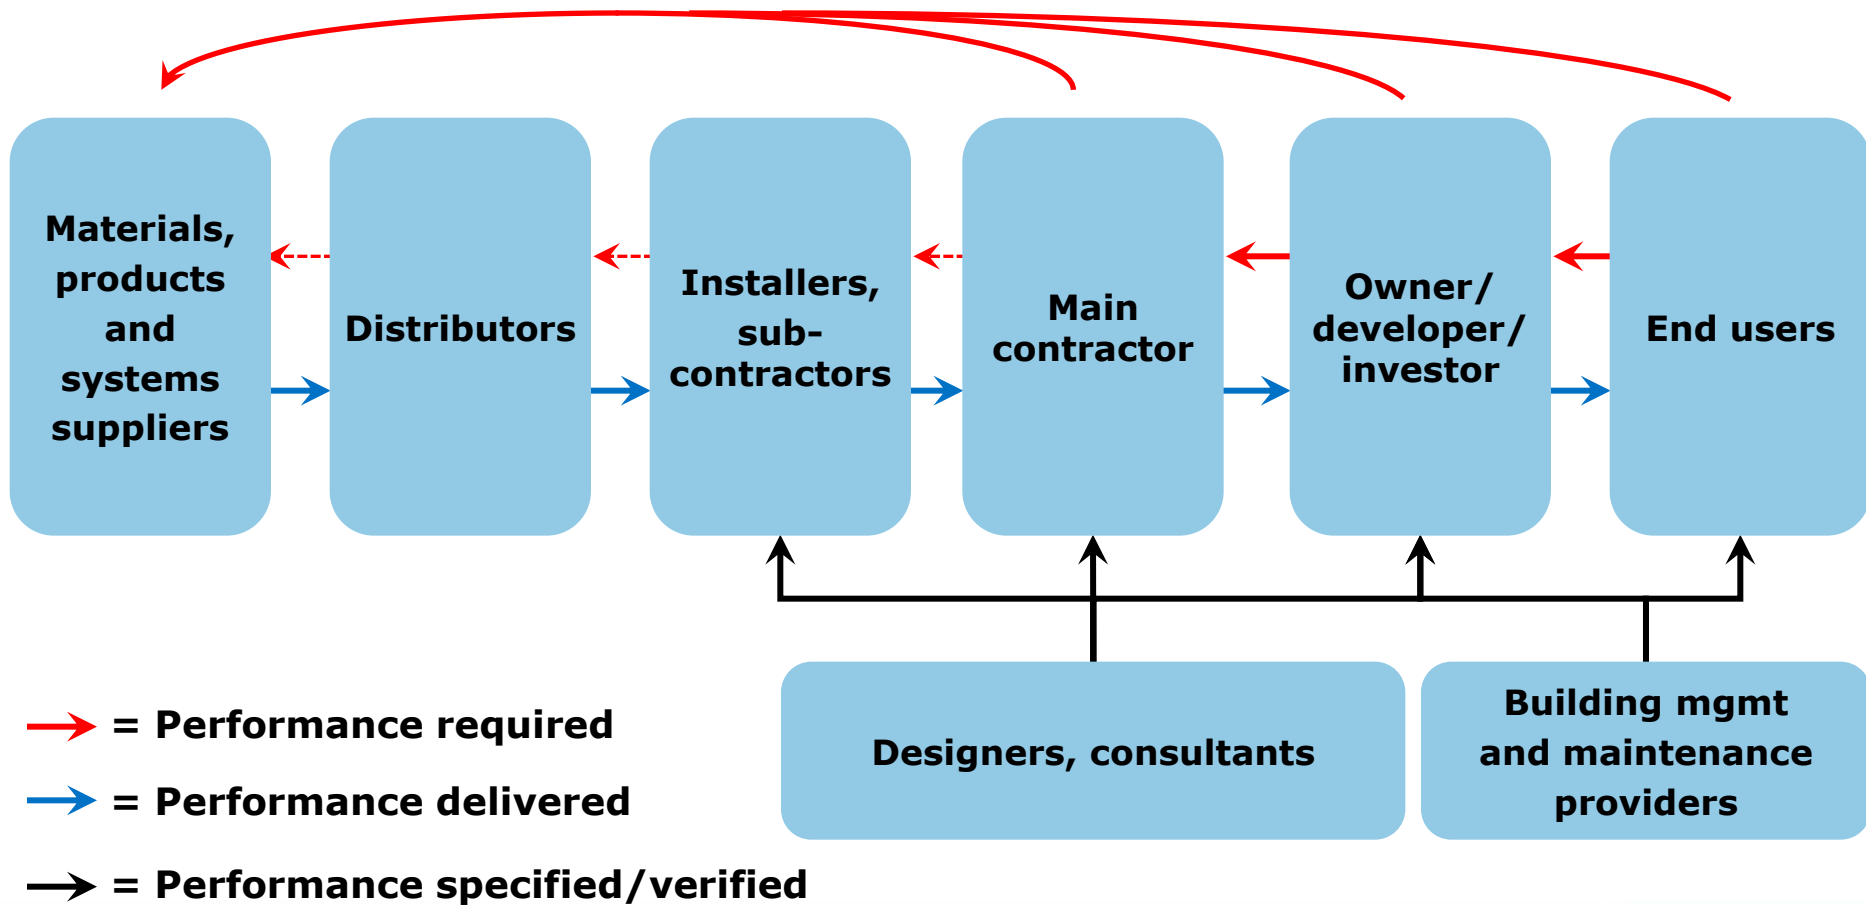 Materials,
products
and
systems
suppliers
Distributors
Installers,
sub-
contractors
Main
contractor
Owner/
developer/
investor
End users
Designers, consultants
Building mgmt
and maintenance
providers
= Performance required
= Performance delivered
= Performance specified/verified